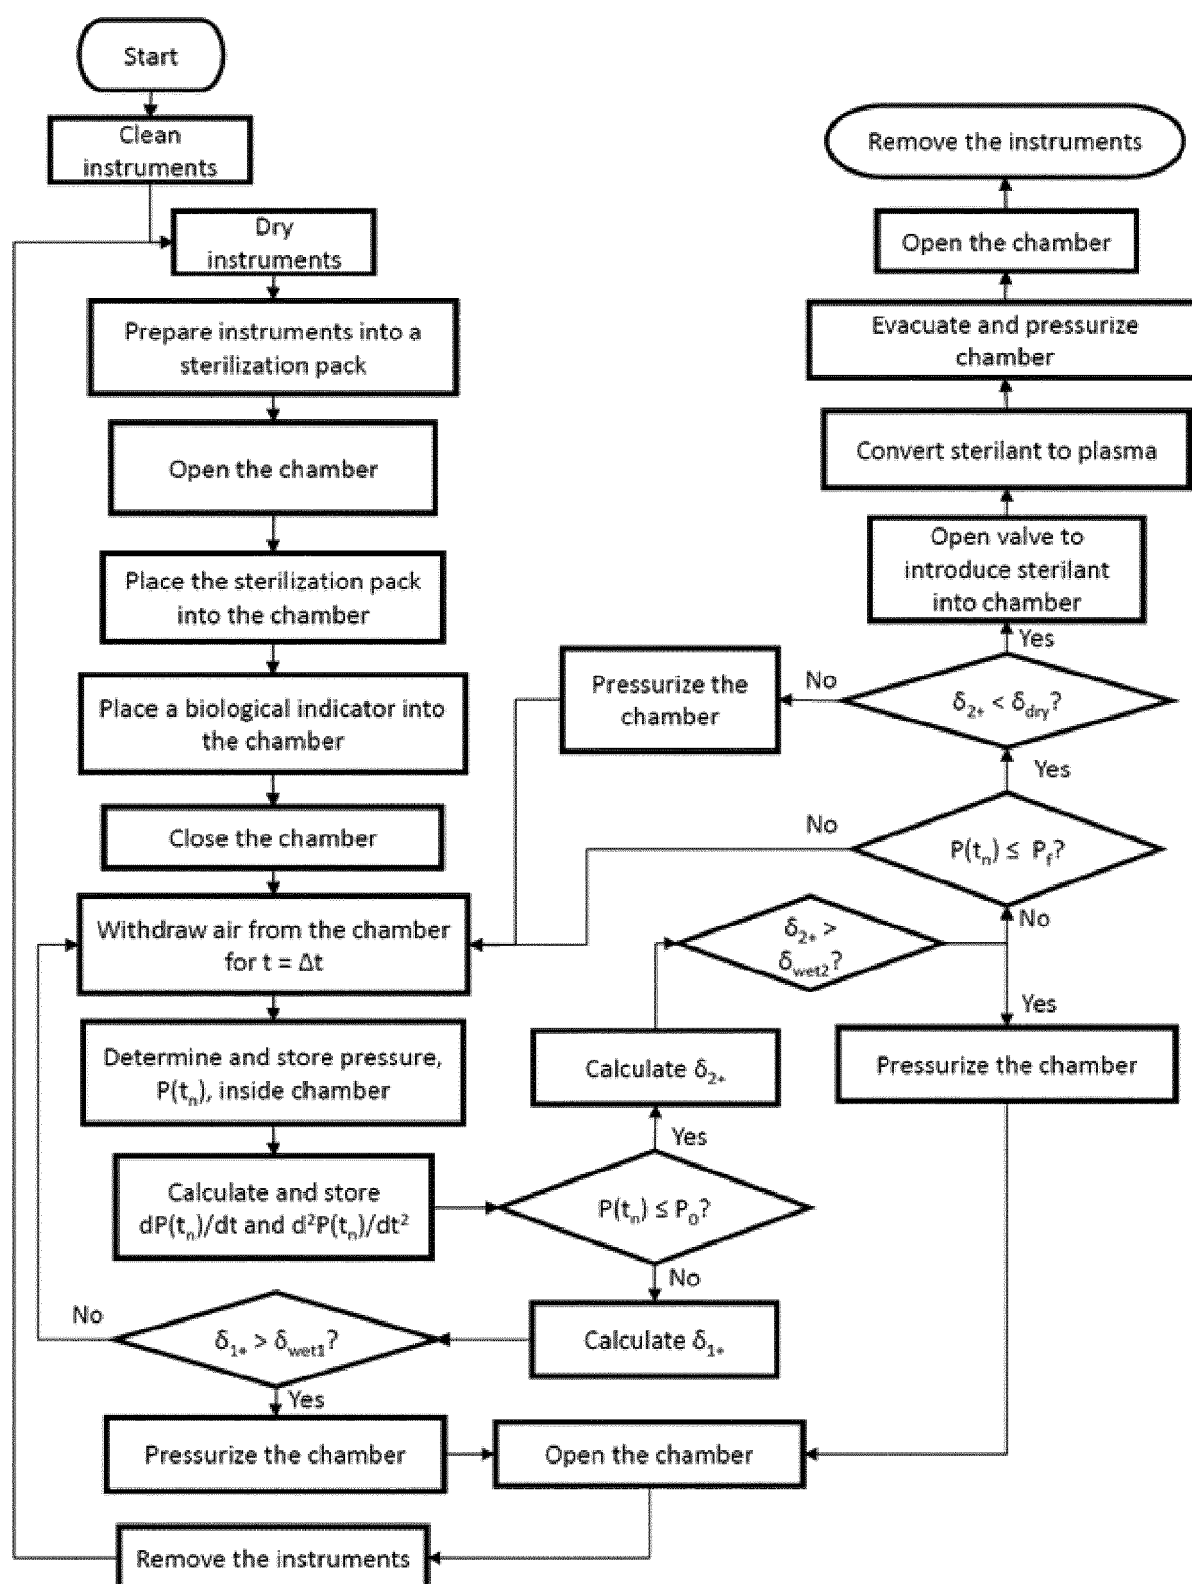 Start
Clean
instruments
Dry
instruments
Prepare instruments into a
sterilization pack
Open the chamber
Place the sterilization pack
into the chamber
Place a biological indicator into
the chamber
Close the chamber
Withdraw air from the chamber
for t = Δt
Determine and store pressure,
P(tₙ), inside chamber
Calculate and store
dP(tₙ)/dt and d²P(tₙ)/dt²
P(tₙ) ≤ P₀?
No
Calculate δ₁*
δ₁* > δwet1?
No
Yes
Pressurize the chamber
Open the chamber
Remove the instruments
Yes
Calculate δ₂*
δ₂* >
δwet2?
Yes
Pressurize the chamber
No
P(tₙ) ≤ Pf?
No
Yes
δ₂* < δdry?
No
Pressurize the
chamber
Yes
Open valve to
introduce sterilant
into chamber
Convert sterilant to plasma
Evacuate and pressurize
chamber
Open the chamber
Remove the instruments